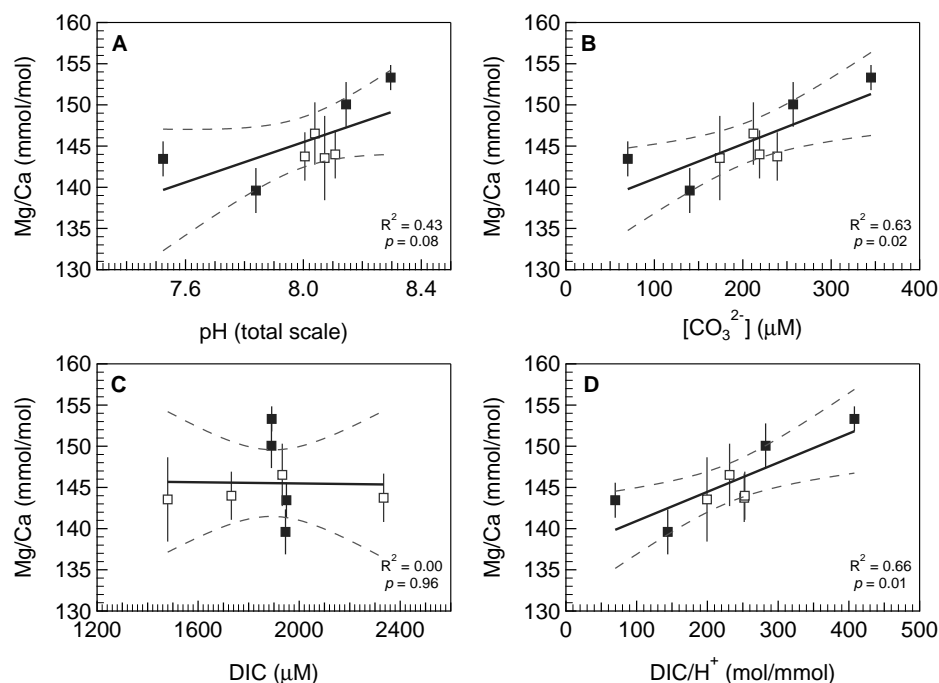 A
Mg/Ca (mmol/mol)
160
155
150
145
140
135
130
R² = 0.43
p = 0.08
7.6 8.0 8.4
pH (total scale)
B
Mg/Ca (mmol/mol)
160
155
150
145
140
135
130
R² = 0.63
p = 0.02
0 100 200 300 400
[CO₃²⁻] (μM)
C
Mg/Ca (mmol/mol)
160
155
150
145
140
135
130
R² = 0.00
p = 0.96
1200 1600 2000 2400
DIC (μM)
D
Mg/Ca (mmol/mol)
160
155
150
145
140
135
130
R² = 0.66
p = 0.01
0 100 200 300 400 500
DIC/H⁺ (mol/mmol)